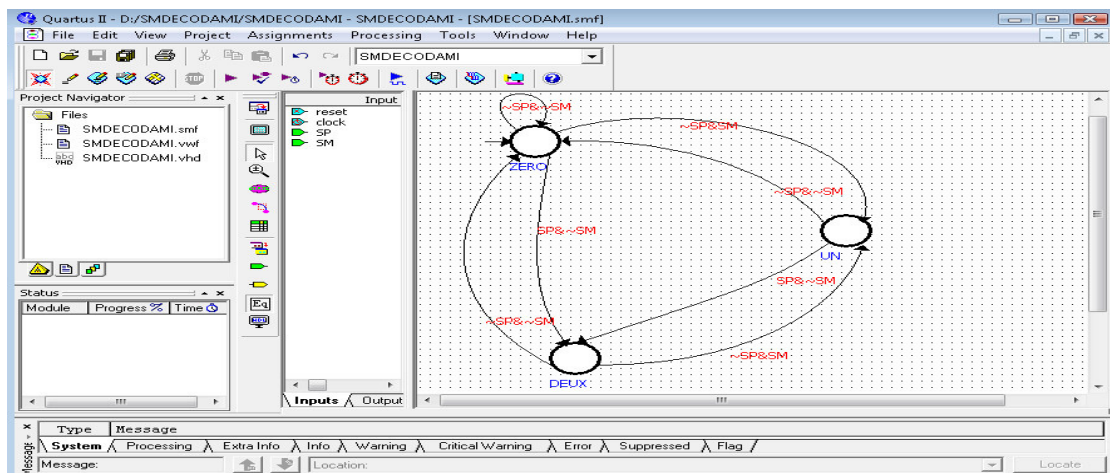 Quartus II - D:/SMDECODAMI/SMDECODAMI - SMDECODAMI - [SMDECODAMI.smf]
File Edit View Project Assignments Processing Tools Window Help
SMDECODAMI
Project Navigator
Files
SMDECODAMI.smf
SMDECODAMI.vwf
SMDECODAMI.vhd
Input
reset
clock
SP
SM
~SP&~SM
~SP&SM
ZERO
~SP&~SM
SP&~SM
UN
SP&~SM
~SP&~SM
~SP&SM
DEUX
Status
Module Progress % Time
Inputs Output
Type Message
System Processing Extra Info Info Warning Critical Warning Error Suppressed Flag
Message: Location: Locate